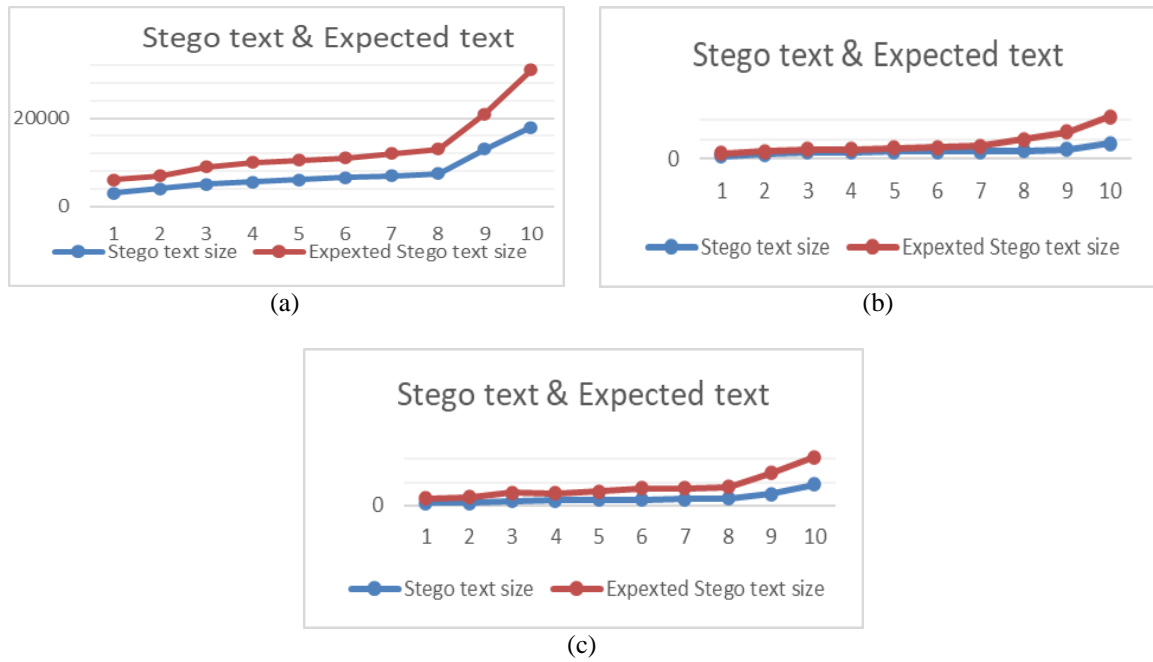 Stego text & Expected text
20000
0
1 2 3 4 5 6 7 8 9 10
Stego text size Expexted Stego text size
(a)
Stego text & Expected text
0
1 2 3 4 5 6 7 8 9 10
Stego text size Expexted Stego text size
(b)
Stego text & Expected text
0
1 2 3 4 5 6 7 8 9 10
Stego text size Expexted Stego text size
(c)